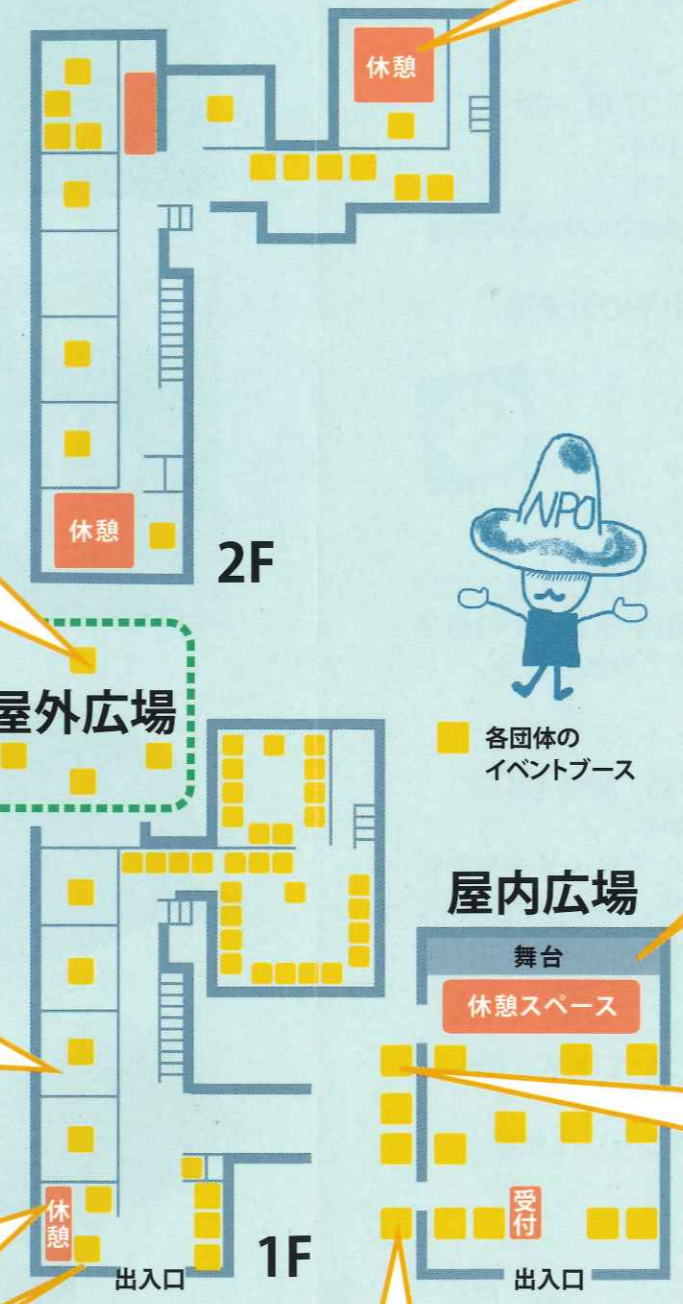 休憩
休憩
2F
NPO
屋外広場
各団体の
イベントブース
屋内広場
舞台
休憩スペース
受付
出入口
休憩
1F
出入口